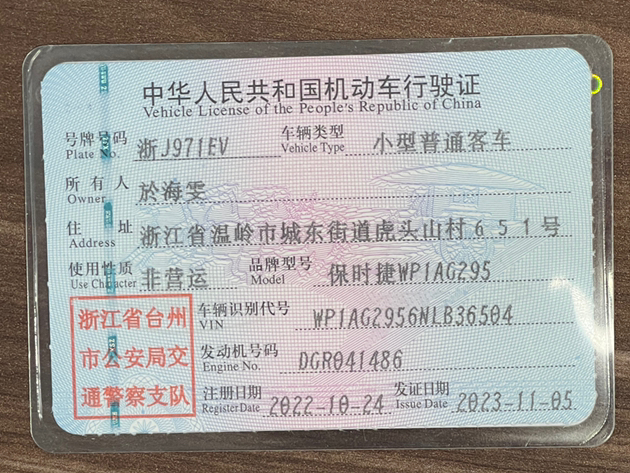 中华人民共和国机动车行驶证
Vehicle License of the People's Republic of China
号牌号码 浙J971EV 车辆类型 小型普通客车
Plate No. Vehicle Type
所有人 於海雯
Owner
住址 浙江省温岭市城东街道虎头山村651号
Address
使用性质 非营运 品牌型号 保时捷WP1AG295
Use Character Model
浙江省台州
市公安局交
通警察支队
车辆识别代号 WP1AG2956NLB36504
VIN
发动机号码 DGR041486
Engine No.
注册日期 2022-10-24 发证日期 2023-11-05
Register Date Issue Date